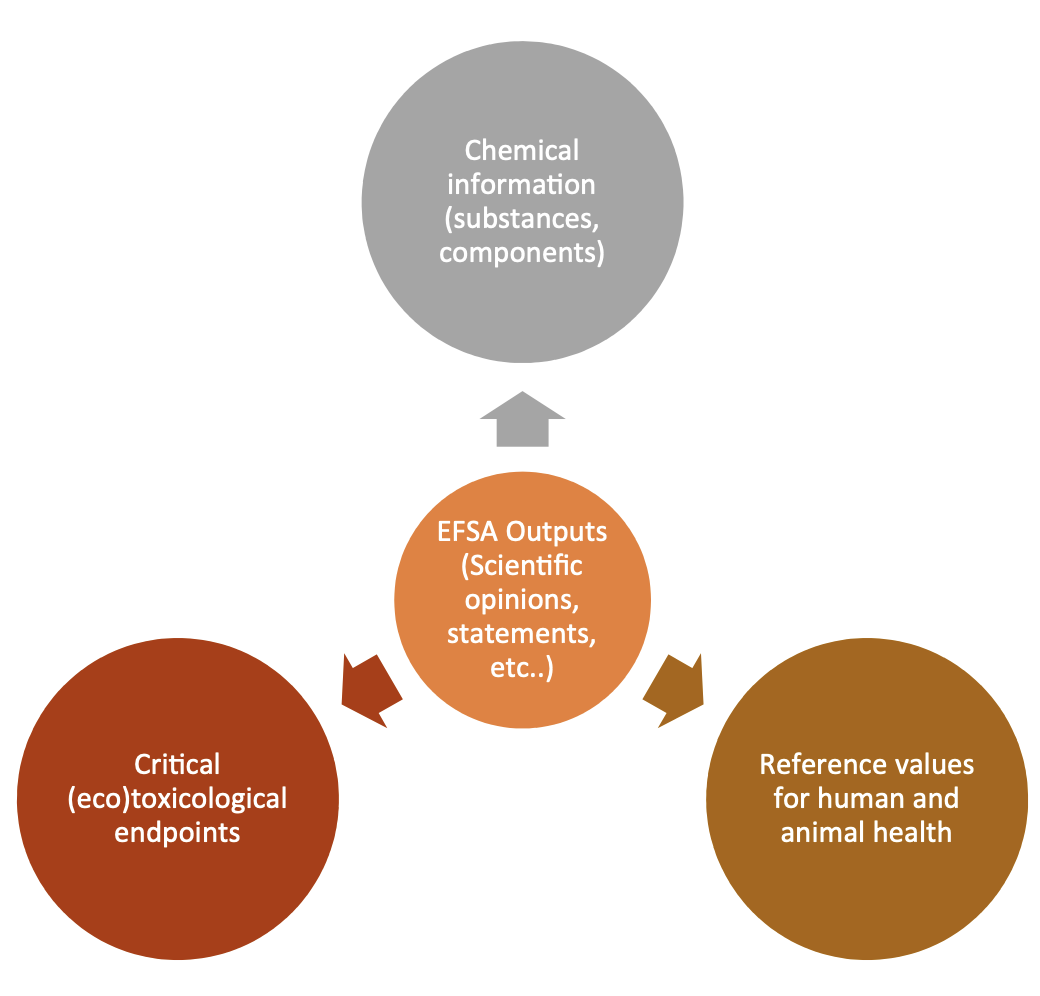 Chemical
information
(substances,
components)
EFSA Outputs
(Scientific
opinions,
statements,
etc..)
Critical
(eco)toxicological
endpoints
Reference values
for human and
animal health